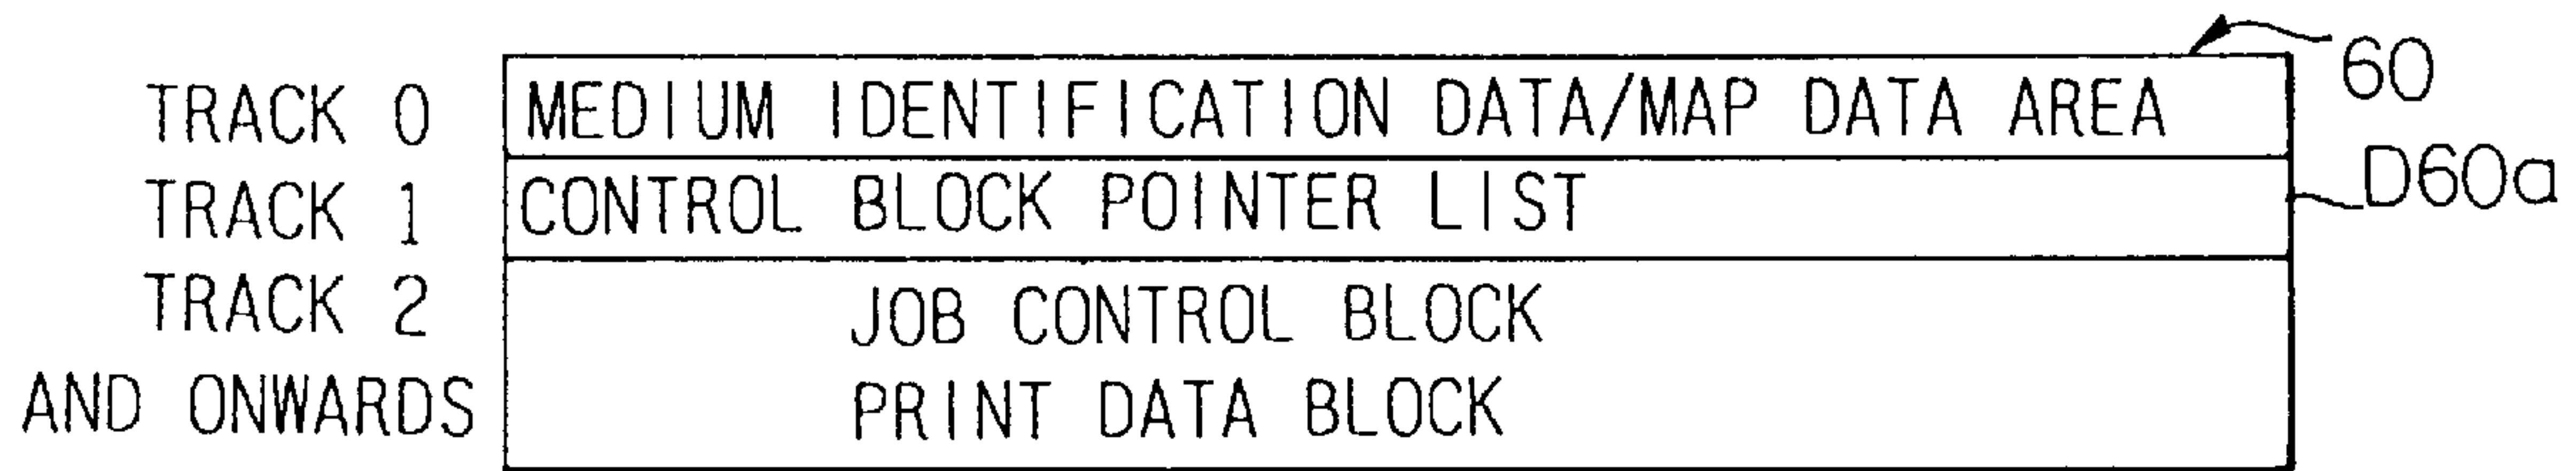 60
TRACK 0 MEDIUM IDENTIFICATION DATA/MAP DATA AREA
TRACK 1 CONTROL BLOCK POINTER LIST D60a
TRACK 2 JOB CONTROL BLOCK
AND ONWARDS PRINT DATA BLOCK